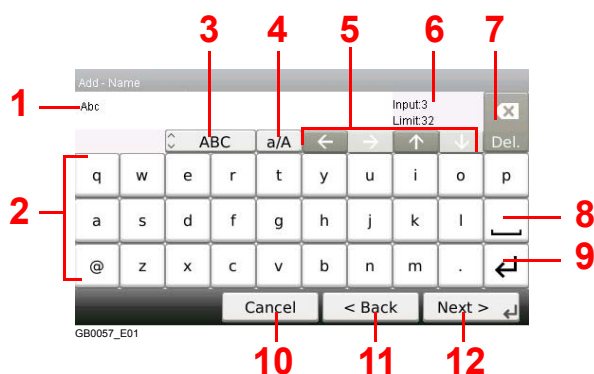 3 4 5 6 7
Add - Name
1 Abc Input:3
Limit:32
ABC a/A ← → ↑ ↓ Del.
2
q w e r t y u i o p
a s d f g h j k l 8
@ z x c v b n m . 9
Cancel < Back Next >
GB0057_E01
10 11 12